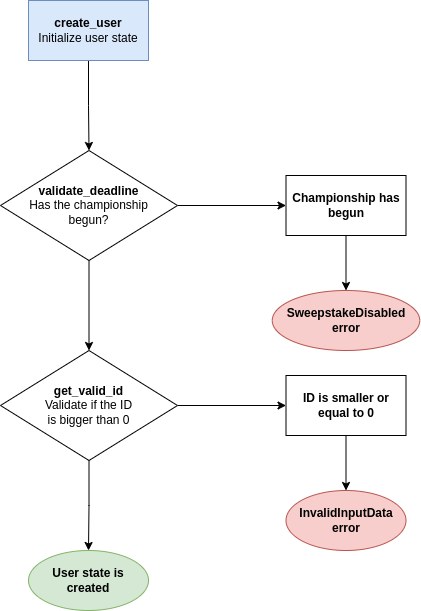 create_user
Initialize user state
validate_deadline
Has the championship
begun?
Championship has
begun
SweepstakeDisabled
error
get_valid_id
Validate if the ID
is bigger than 0
ID is smaller or
equal to 0
InvalidInputData
error
User state is
created